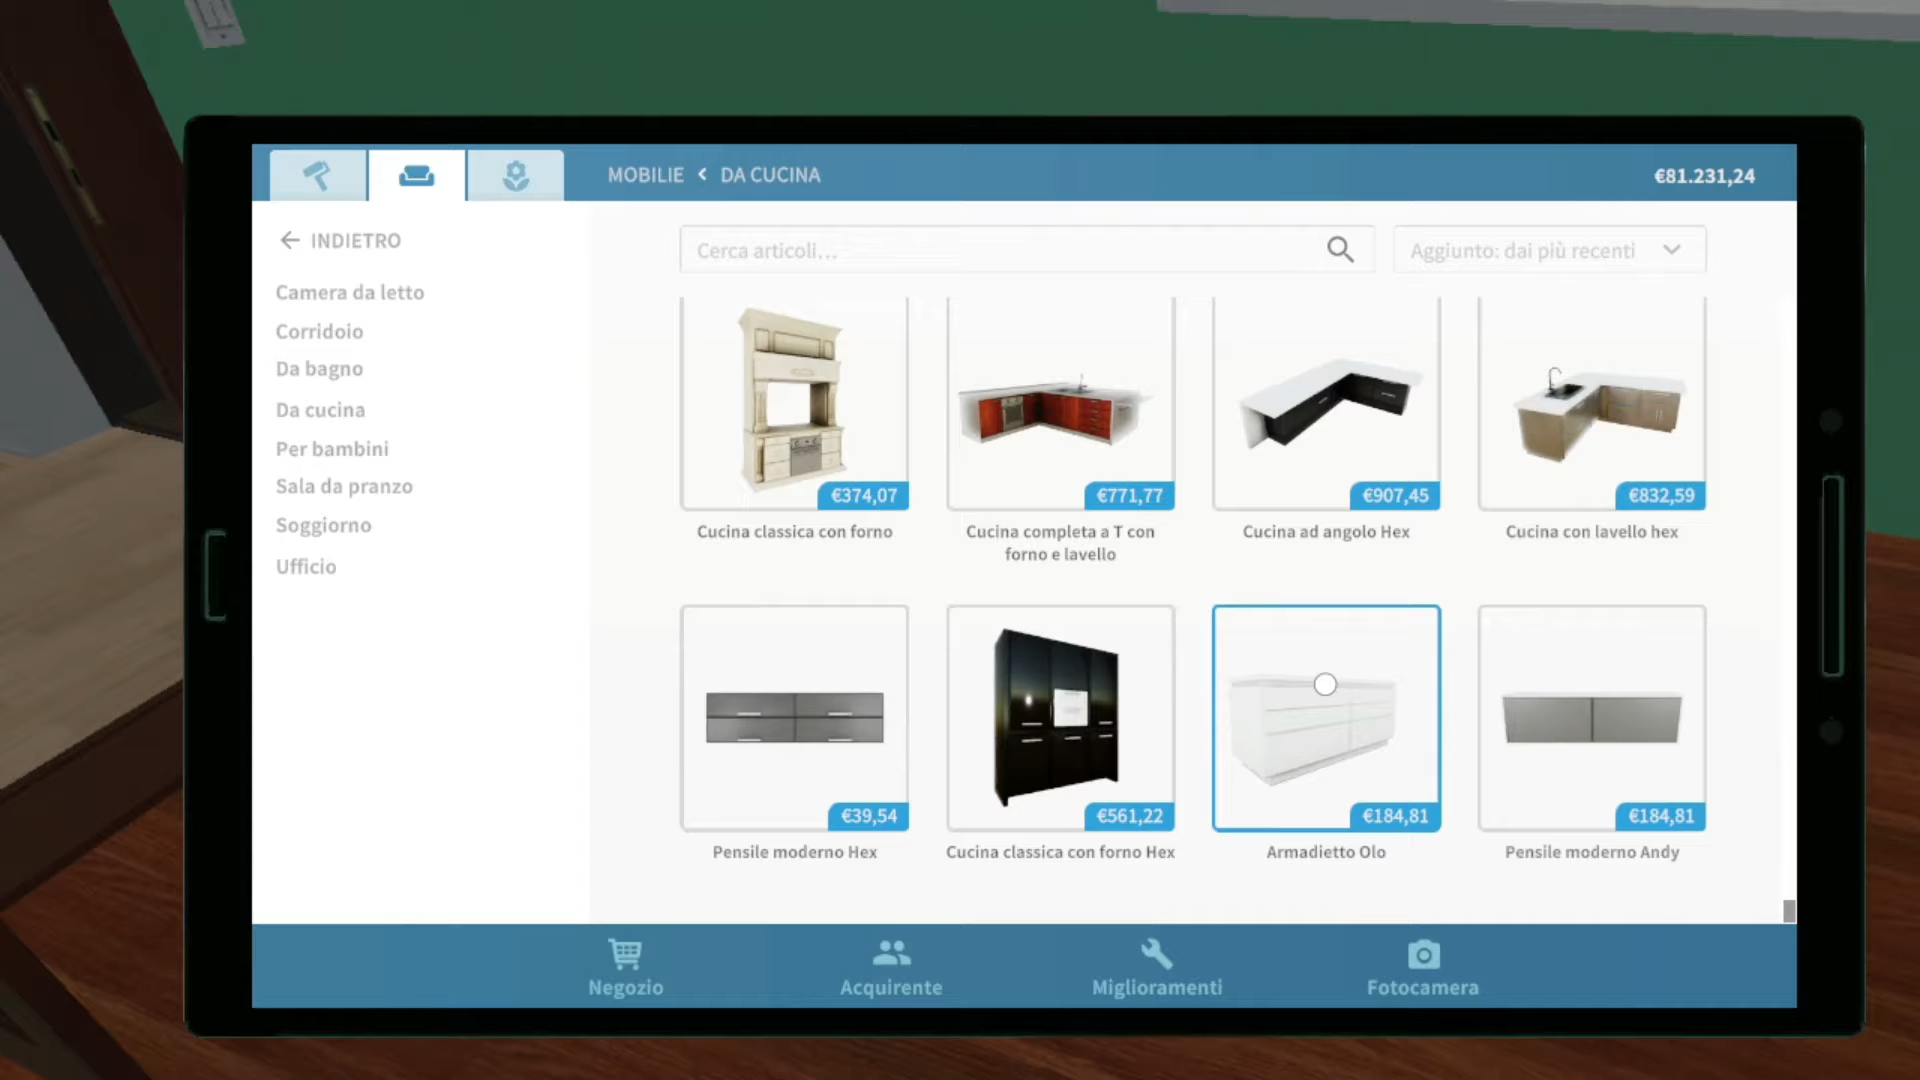 MOBILIE < DA CUCINA
€81.231,24
INDIETRO
Cerca articoli...
Aggiunto: dai più recenti
Camera da letto
Corridoio
Da bagno
Da cucina
Per bambini
Sala da pranzo
Soggiorno
Ufficio
€374,07
€771,77
€907,45
€832,59
Cucina classica con forno
Cucina completa a T con
forno e lavello
Cucina ad angolo Hex
Cucina con lavello hex
€39,54
€561,22
€184,81
€184,81
Pensile moderno Hex
Cucina classica con forno Hex
Armadietto Olo
Pensile moderno Andy
Negozio
Acquirente
Miglioramenti
Fotocamera